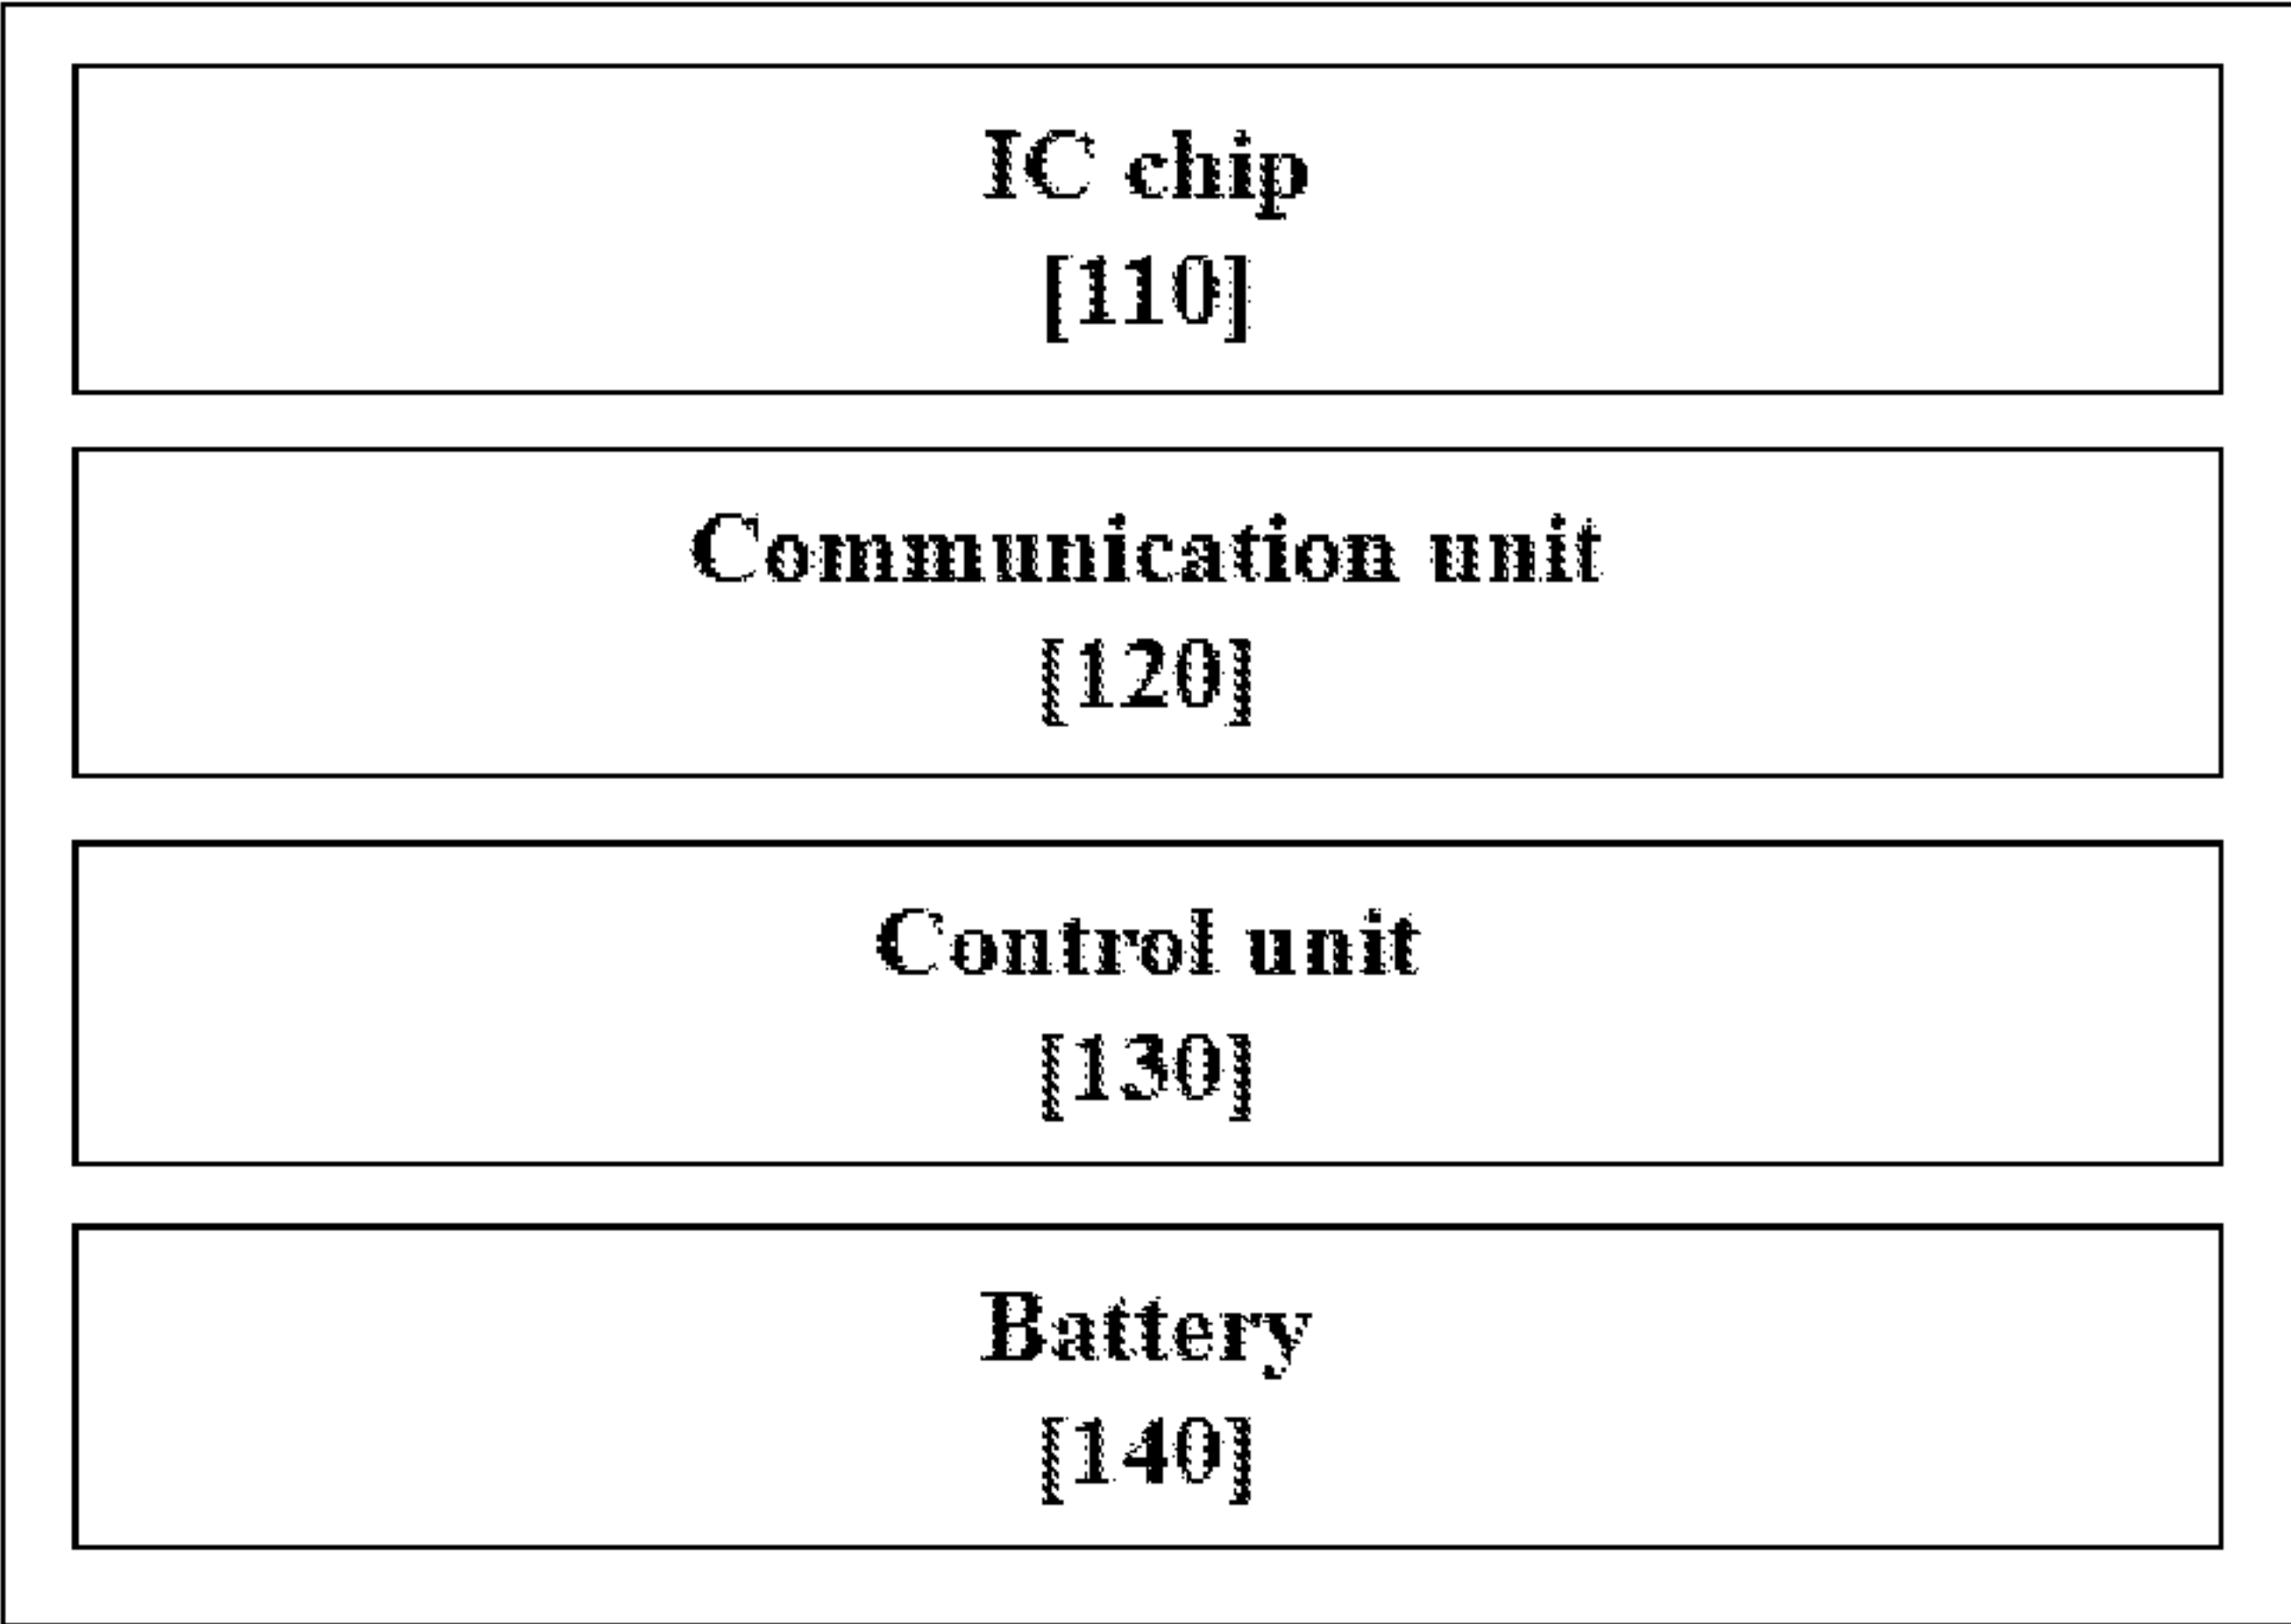 IC chip
[110]
Communication unit
[120]
Control unit
[130]
Battery
[140]